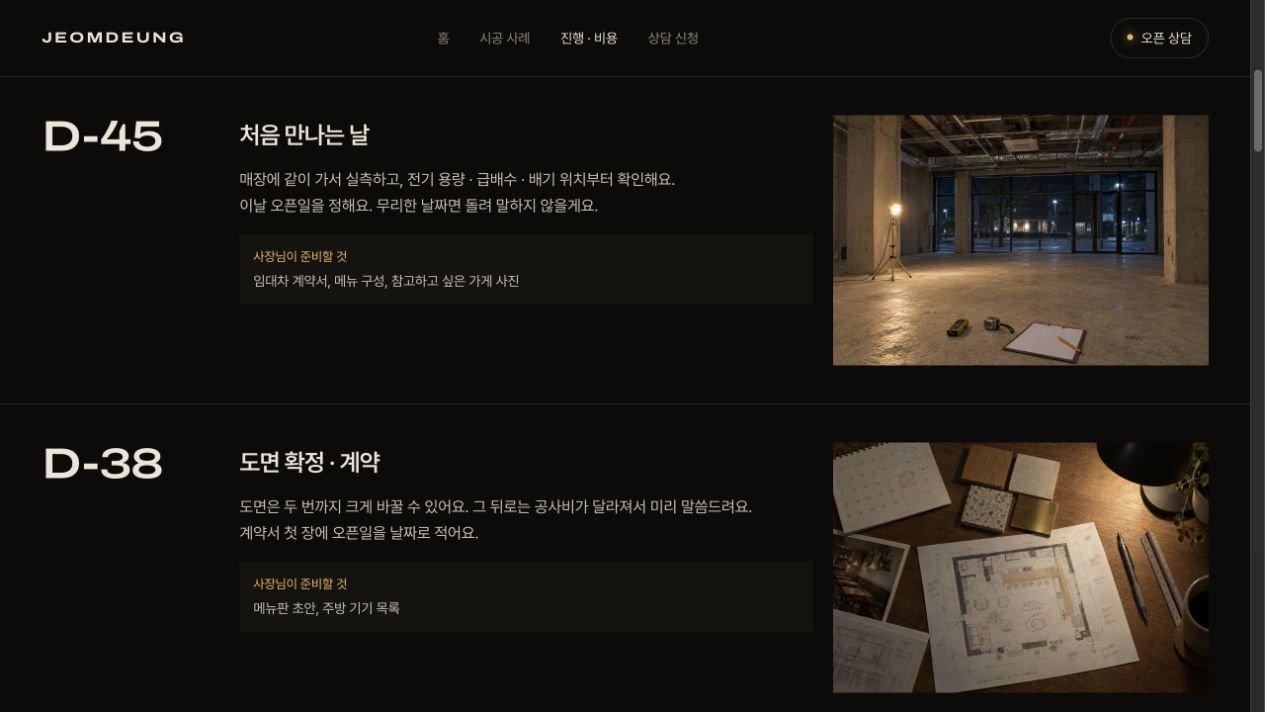 JEOMDEUNG
홈
시공 사례
진행 · 비용
상담 신청
오픈 상담
D-45
처음 만나는 날
매장에 같이 가서 실측하고, 전기 용량 · 급배수 · 배기 위치부터 확인해요.
이날 오픈일을 정해요. 무리한 날짜면 돌려 말하지 않을게요.
사장님이 준비할 것
임대차 계약서, 메뉴 구성, 참고하고 싶은 가게 사진
D-38
도면 확정 · 계약
도면은 두 번까지 크게 바꿀 수 있어요. 그 뒤로는 공사비가 달라져서 미리 말씀드려요.
계약서 첫 장에 오픈일을 날짜로 적어요.
사장님이 준비할 것
메뉴판 초안, 주방 기기 목록